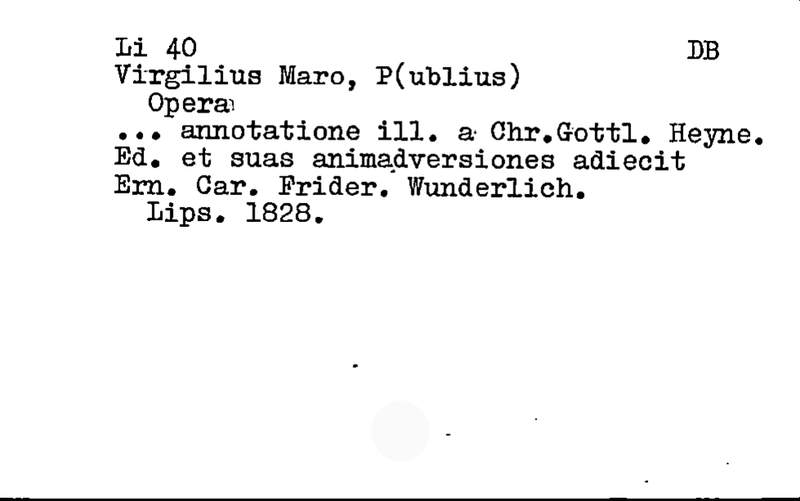 Li 40 DB
Virgilius Maro, P(ublius)
Opera
... annotatione ill. a Chr.Gottl. Heyne.
Ed. et suas animadversiones adiecit
Ern. Car. Frider. Wunderlich.
Lips. 1828.